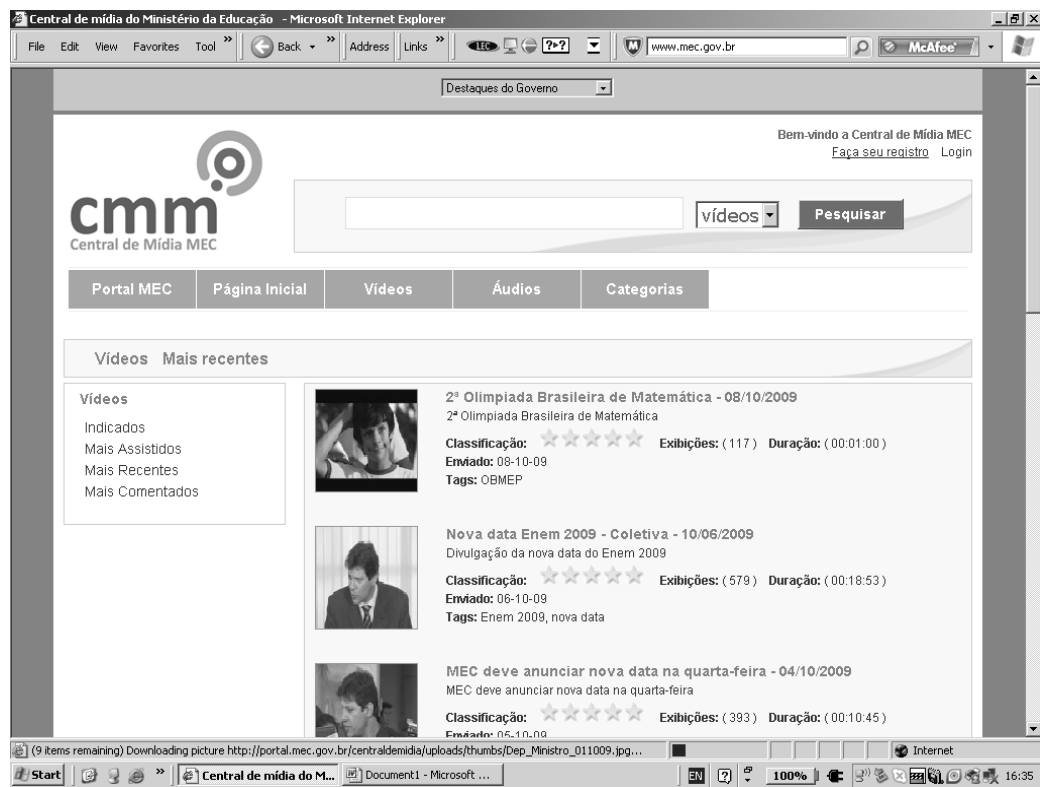 Central de mídia do Ministério da Educação - Microsoft Internet Explorer
File Edit View Favorites Tool » Back » Address Links » ?▸? www.mec.gov.br McAfee
Destaques do Governo
Bem-vindo a Central de Mídia MEC
Faça seu registro Login
cmm
Central de Mídia MEC
vídeos Pesquisar
Portal MEC Página Inicial Vídeos Áudios Categorias
Vídeos Mais recentes
Vídeos
Indicados
Mais Assistidos
Mais Recentes
Mais Comentados
2ª Olimpiada Brasileira de Matemática - 08/10/2009
2ª Olimpiada Brasileira de Matemática
Classificação: Exibições: ( 117 ) Duração: ( 00:01:00 )
Enviado: 08-10-09
Tags: OBMEP
Nova data Enem 2009 - Coletiva - 10/06/2009
Divulgação da nova data do Enem 2009
Classificação: Exibições: ( 579 ) Duração: ( 00:18:53 )
Enviado: 06-10-09
Tags: Enem 2009, nova data
MEC deve anunciar nova data na quarta-feira - 04/10/2009
MEC deve anunciar nova data na quarta-feira
Classificação: Exibições: ( 393 ) Duração: ( 00:10:45 )
Enviado: 05-10-09
(9 items remaining) Downloading picture http://portal.mec.gov.br/centraldemidia/uploads/thumbs/Dep_Ministro_011009.jpg... Internet
Start » Central de mídia do M... Document1 - Microsoft ... EN 100% 16:35